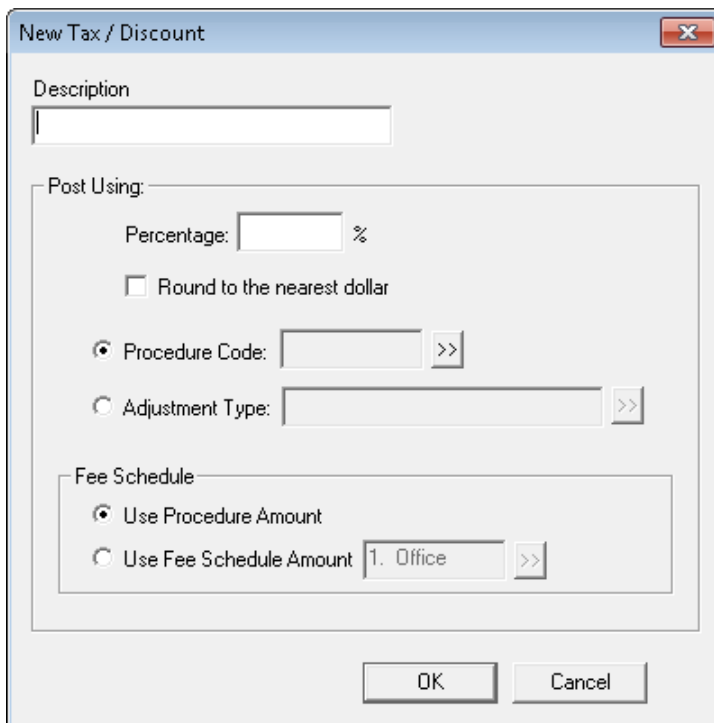 New Tax / Discount
Description
Post Using:
Percentage: %
Round to the nearest dollar
Procedure Code: >>
Adjustment Type: >>
Fee Schedule
Use Procedure Amount
Use Fee Schedule Amount 1. Office >>
OK Cancel